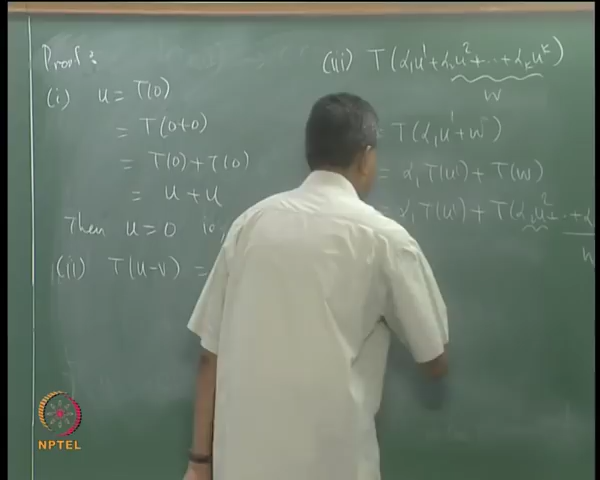 Proof:
(i) u = T(0)
= T(0+0)
= T(0) + T(0)
= u + u
Then u = 0
(ii) T(u-v) =
(iii) T(α₁u¹ + α₂u² + ... + αₖuᵏ)
w
= T(α₁u¹ + w)
= α₁T(u¹) + T(w)
= α₁T(u¹) + T(α₂u² + ... + α
w
NPTEL